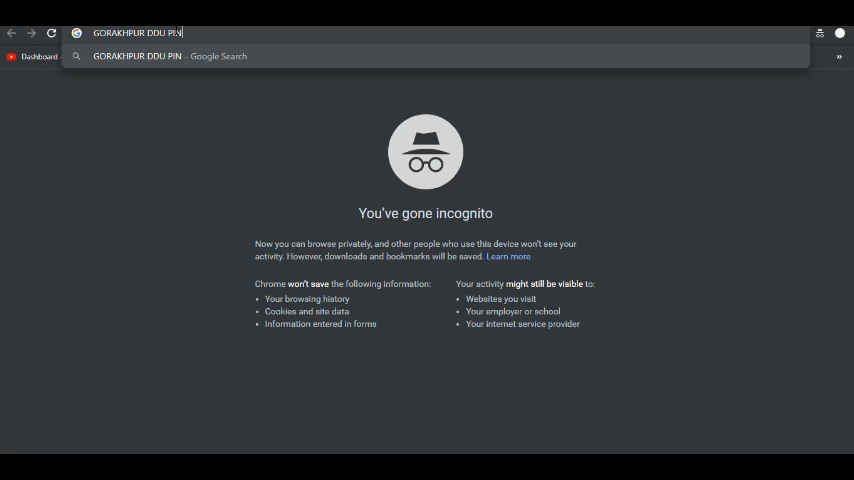 GORAKHPUR DDU PIN
Dashboard -
GORAKHPUR DDU PIN – Google Search
»
You've gone incognito
Now you can browse privately, and other people who use this device won't see your
activity. However, downloads and bookmarks will be saved. Learn more
Chrome won't save the following information:
• Your browsing history
• Cookies and site data
• Information entered in forms
Your activity might still be visible to:
• Websites you visit
• Your employer or school
• Your internet service provider